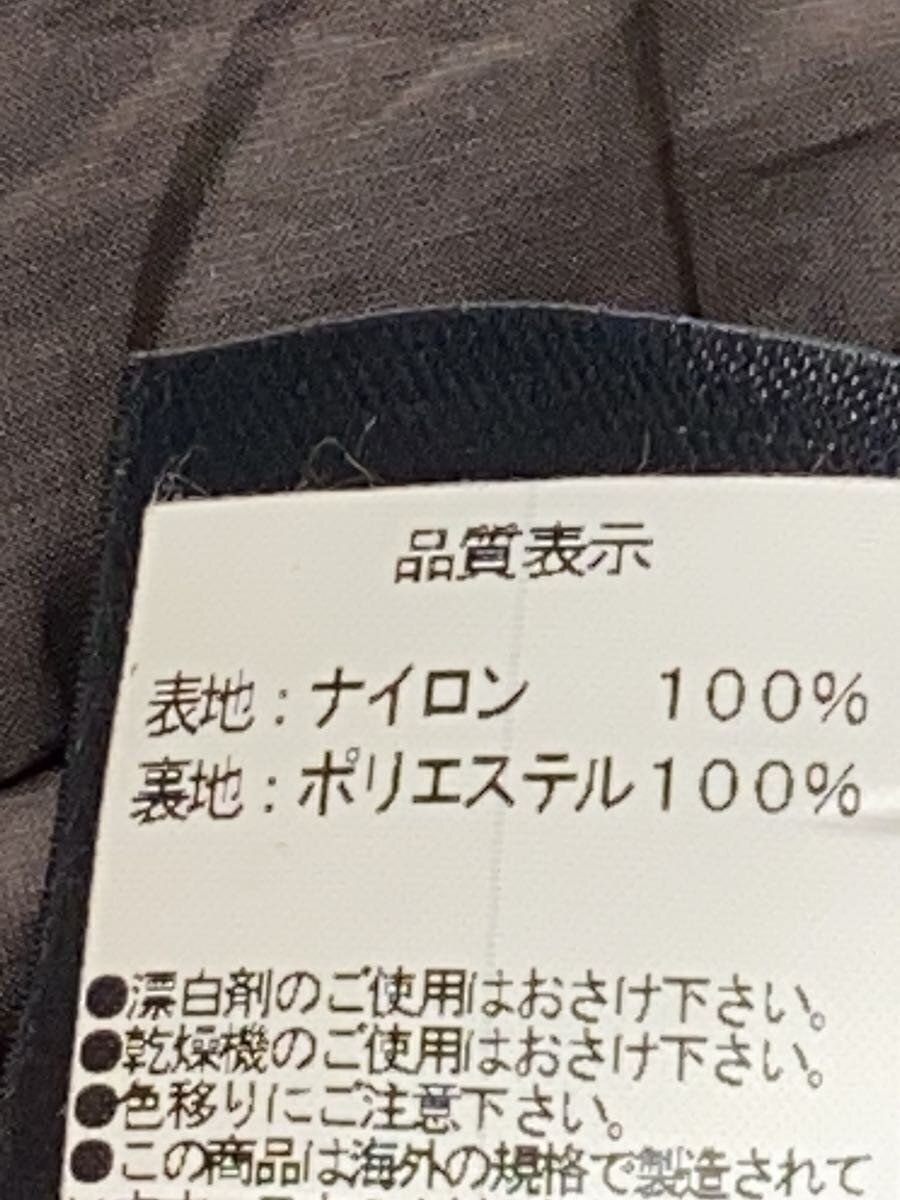 品質表示
表地：ナイロン　１００％
裏地：ポリエステル１００％
●漂白剤のご使用はおさけ下さい。
●乾燥機のご使用はおさけ下さい。
●色移りにご注意下さい。
●この商品は海外の規格で製造されて